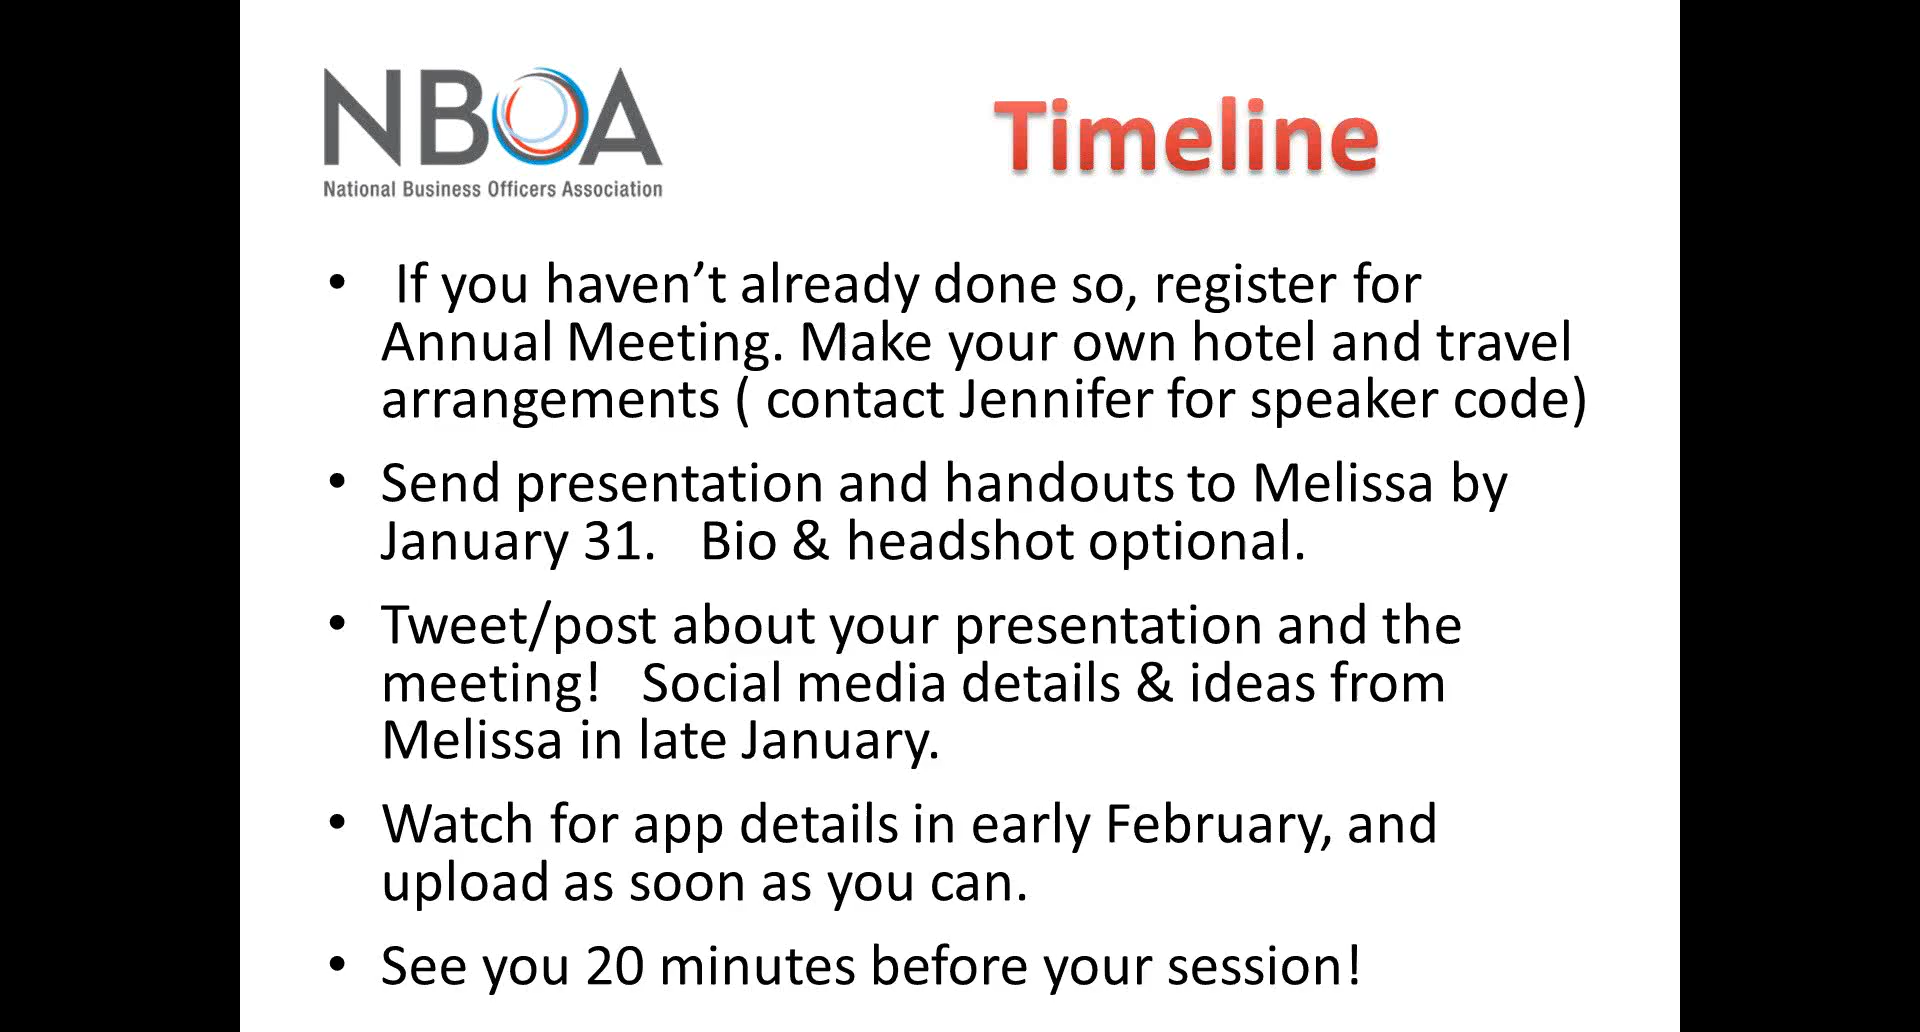 NBOA
National Business Officers Association
Timeline
• If you haven’t already done so, register for
Annual Meeting. Make your own hotel and travel
arrangements ( contact Jennifer for speaker code)
• Send presentation and handouts to Melissa by
January 31.   Bio & headshot optional.
• Tweet/post about your presentation and the
meeting!   Social media details & ideas from
Melissa in late January.
• Watch for app details in early February, and
upload as soon as you can.
• See you 20 minutes before your session!